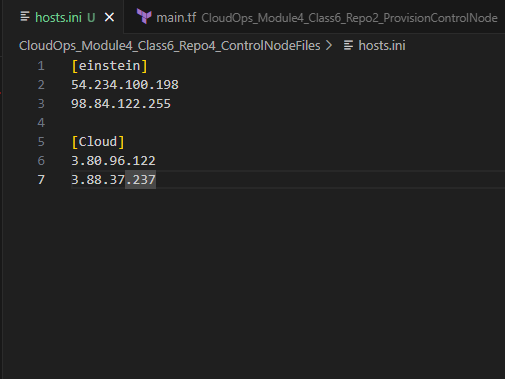 hosts.ini U main.tf CloudOps_Module4_Class6_Repo2_ProvisionControlNode
CloudOps_Module4_Class6_Repo4_ControlNodeFiles > hosts.ini
1 [einstein]
2 54.234.100.198
3 98.84.122.255
4
5 [Cloud]
6 3.80.96.122
7 3.88.37.237